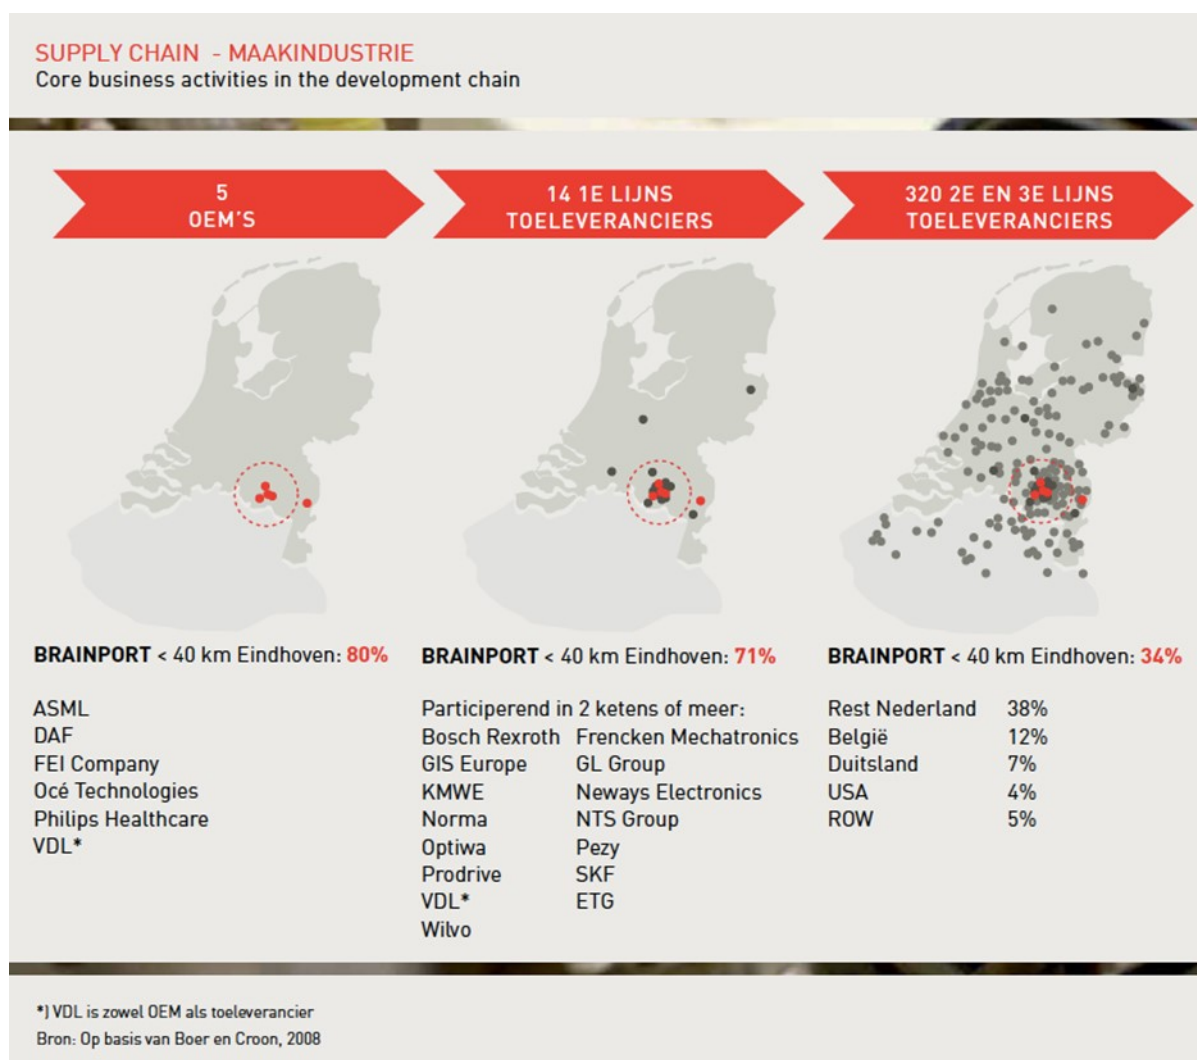 SUPPLY CHAIN - MAAKINDUSTRIE
Core business activities in the development chain
5
OEM'S
14 1E LIJNS
TOELEVERANCIERS
320 2E EN 3E LIJNS
TOELEVERANCIERS
BRAINPORT < 40 km Eindhoven: 80%
ASML
DAF
FEI Company
Océ Technologies
Philips Healthcare
VDL*
BRAINPORT < 40 km Eindhoven: 71%
Participerend in 2 ketens of meer:
Bosch Rexroth Frencken Mechatronics
GIS Europe GL Group
KMWE Neways Electronics
Norma NTS Group
Optiwa Pezy
Prodrive SKF
VDL* ETG
Wilvo
BRAINPORT < 40 km Eindhoven: 34%
Rest Nederland 38%
België 12%
Duitsland 7%
USA 4%
ROW 5%
*) VDL is zowel OEM als toeleverancier
Bron: Op basis van Boer en Croon, 2008